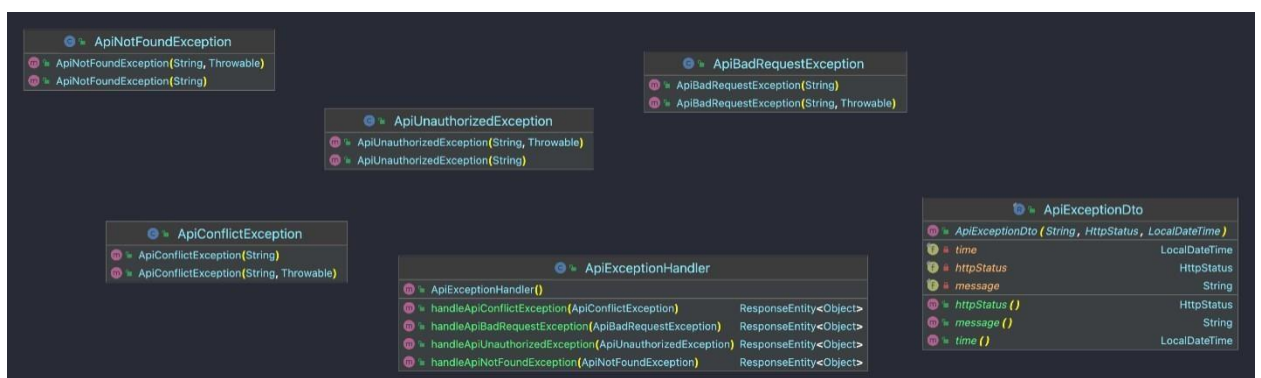 ApiNotFoundException
ApiNotFoundException(String, Throwable)
ApiNotFoundException(String)
ApiBadRequestException
ApiBadRequestException(String)
ApiBadRequestException(String, Throwable)
ApiUnauthorizedException
ApiUnauthorizedException(String, Throwable)
ApiUnauthorizedException(String)
ApiConflictException
ApiConflictException(String)
ApiConflictException(String, Throwable)
ApiExceptionHandler
ApiExceptionHandler()
handleApiConflictException(ApiConflictException) ResponseEntity<Object>
handleApiBadRequestException(ApiBadRequestException) ResponseEntity<Object>
handleApiUnauthorizedException(ApiUnauthorizedException) ResponseEntity<Object>
handleApiNotFoundException(ApiNotFoundException) ResponseEntity<Object>
ApiExceptionDto
ApiExceptionDto(String, HttpStatus, LocalDateTime)
time LocalDateTime
httpStatus HttpStatus
message String
httpStatus() HttpStatus
message() String
time() LocalDateTime